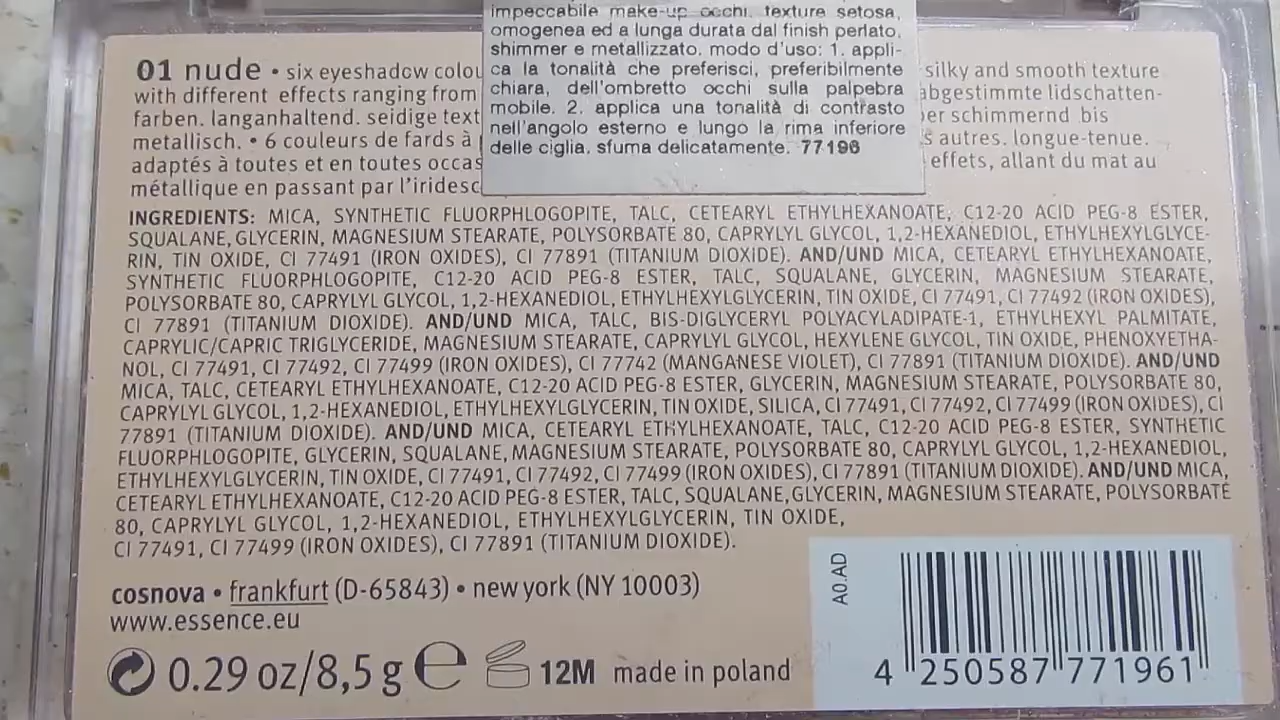 impeccabile make-up occhi. texture setosa,
omogenea ed a lunga durata dal finish perlato,
shimmer e metallizzato. modo d'uso: 1. appli-
ca la tonalità che preferisci, preferibilmente
chiara, dell'ombretto occhi sulla palpebra
mobile. 2. applica una tonalità di contrasto
nell'angolo esterno e lungo la rima inferiore
delle ciglia. sfuma delicatamente. 77196
01 nude • six eyeshadow colou silky and smooth texture
with different effects ranging from abgestimmte lidschatten-
farben. langanhaltend. seidige text er schimmernd bis
metallisch. • 6 couleurs de fards à s autres. longue-tenue.
adaptés à toutes et en toutes occas effets, allant du mat au
métallique en passant par l'iridesc
INGREDIENTS: MICA, SYNTHETIC FLUORPHLOGOPITE, TALC, CETEARYL ETHYLHEXANOATE, C12-20 ACID PEG-8 ESTER,
SQUALANE, GLYCERIN, MAGNESIUM STEARATE, POLYSORBATE 80, CAPRYLYL GLYCOL, 1,2-HEXANEDIOL, ETHYLHEXYLGLYCE-
RIN, TIN OXIDE, CI 77491 (IRON OXIDES), CI 77891 (TITANIUM DIOXIDE). AND/UND MICA, CETEARYL ETHYLHEXANOATE,
SYNTHETIC FLUORPHLOGOPITE, C12-20 ACID PEG-8 ESTER, TALC, SQUALANE, GLYCERIN, MAGNESIUM STEARATE,
POLYSORBATE 80, CAPRYLYL GLYCOL, 1,2-HEXANEDIOL, ETHYLHEXYLGLYCERIN, TIN OXIDE, CI 77491, CI 77492 (IRON OXIDES),
CI 77891 (TITANIUM DIOXIDE). AND/UND MICA, TALC, BIS-DIGLYCERYL POLYACYLADIPATE-1, ETHYLHEXYL PALMITATE,
CAPRYLIC/CAPRIC TRIGLYCERIDE, MAGNESIUM STEARATE, CAPRYLYL GLYCOL, HEXYLENE GLYCOL, TIN OXIDE, PHENOXYETHA-
NOL, CI 77491, CI 77492, CI 77499 (IRON OXIDES), CI 77742 (MANGANESE VIOLET), CI 77891 (TITANIUM DIOXIDE). AND/UND
MICA, TALC, CETEARYL ETHYLHEXANOATE, C12-20 ACID PEG-8 ESTER, GLYCERIN, MAGNESIUM STEARATE, POLYSORBATE 80,
CAPRYLYL GLYCOL, 1,2-HEXANEDIOL, ETHYLHEXYLGLYCERIN, TIN OXIDE, SILICA, CI 77491, CI 77492, CI 77499 (IRON OXIDES), CI
77891 (TITANIUM DIOXIDE). AND/UND MICA, CETEARYL ETHYLHEXANOATE, TALC, C12-20 ACID PEG-8 ESTER, SYNTHETIC
FLUORPHLOGOPITE, GLYCERIN, SQUALANE, MAGNESIUM STEARATE, POLYSORBATE 80, CAPRYLYL GLYCOL, 1,2-HEXANEDIOL,
ETHYLHEXYLGLYCERIN, TIN OXIDE, CI 77491, CI 77492, CI 77499 (IRON OXIDES), CI 77891 (TITANIUM DIOXIDE). AND/UND MICA,
CETEARYL ETHYLHEXANOATE, C12-20 ACID PEG-8 ESTER, TALC, SQUALANE, GLYCERIN, MAGNESIUM STEARATE, POLYSORBATE
80, CAPRYLYL GLYCOL, 1,2-HEXANEDIOL, ETHYLHEXYLGLYCERIN, TIN OXIDE,
CI 77491, CI 77499 (IRON OXIDES), CI 77891 (TITANIUM DIOXIDE).
cosnova • frankfurt (D-65843) • new york (NY 10003)
www.essence.eu
0.29 oz/8,5 g e 12M made in poland
A0.AD
4 250587 771961